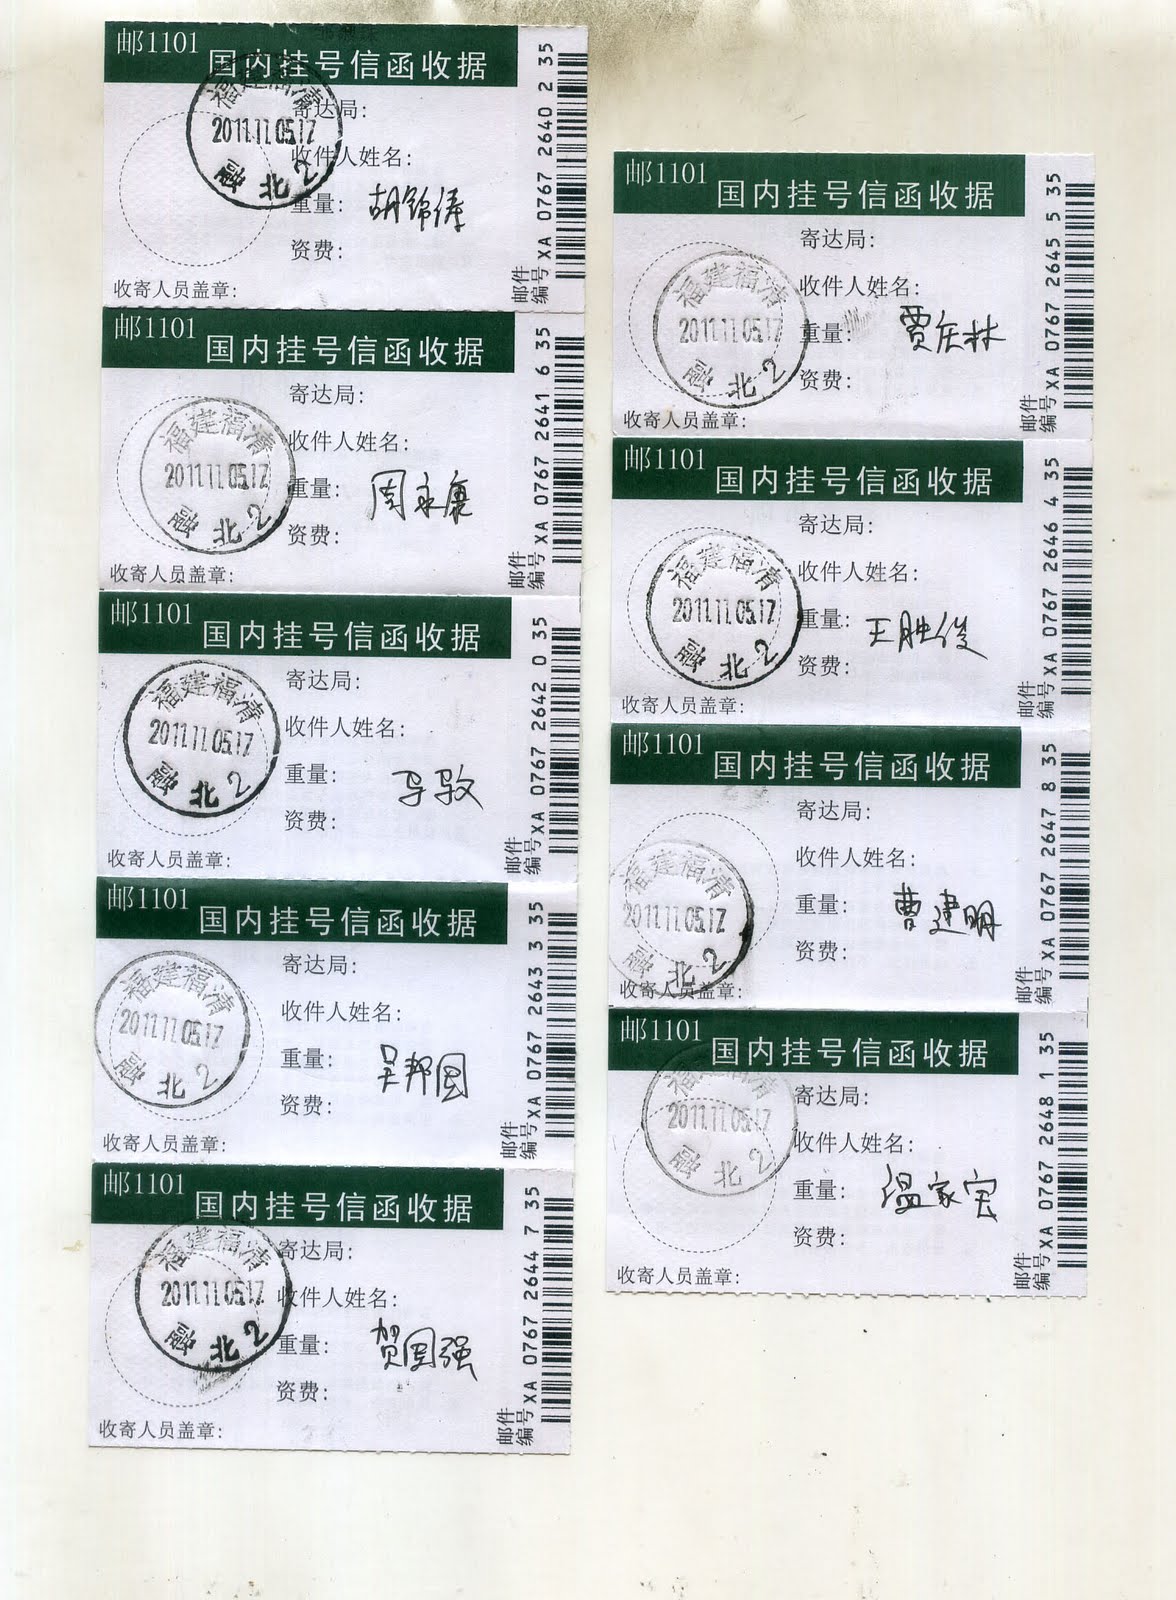 邮1101
国内挂号信函收据
寄达局:
收件人姓名:
重量: 胡锦涛
资费:
收寄人员盖章:
福建福清
2011.11.05.17
融北2
邮件编号 XA 0767 2640 2 35
邮1101
国内挂号信函收据
寄达局:
收件人姓名:
重量: 周永康
资费:
收寄人员盖章:
福建福清
2011.11.05.17
融北2
邮件编号 XA 0767 2641 6 35
邮1101
国内挂号信函收据
寄达局:
收件人姓名:
重量:
资费:
收寄人员盖章:
福建福清
2011.11.05.17
融北2
邮件编号 XA 0767 2642 0 35
邮1101
国内挂号信函收据
寄达局:
收件人姓名:
重量: 吴邦国
资费:
收寄人员盖章:
福建福清
2011.11.05.17
融北2
邮件编号 XA 0767 2643 3 35
邮1101
国内挂号信函收据
寄达局:
收件人姓名:
重量: 贺国强
资费:
收寄人员盖章:
福建福清
2011.11.05.17
融北2
邮件编号 XA 0767 2644 7 35
邮1101
国内挂号信函收据
寄达局:
收件人姓名:
重量: 贾庆林
资费:
收寄人员盖章:
福建福清
2011.11.05.17
融北2
邮件编号 XA 0767 2645 5 35
邮1101
国内挂号信函收据
寄达局:
收件人姓名:
重量: 王胜俊
资费:
收寄人员盖章:
福建福清
2011.11.05.17
融北2
邮件编号 XA 0767 2646 4 35
邮1101
国内挂号信函收据
寄达局:
收件人姓名:
重量: 曹建明
资费:
收寄人员盖章:
福建福清
2011.11.05.17
融北2
邮件编号 XA 0767 2647 8 35
邮1101
国内挂号信函收据
寄达局:
收件人姓名:
重量: 温家宝
资费:
收寄人员盖章:
福建福清
2011.11.05.17
融北2
邮件编号 XA 0767 2648 1 35